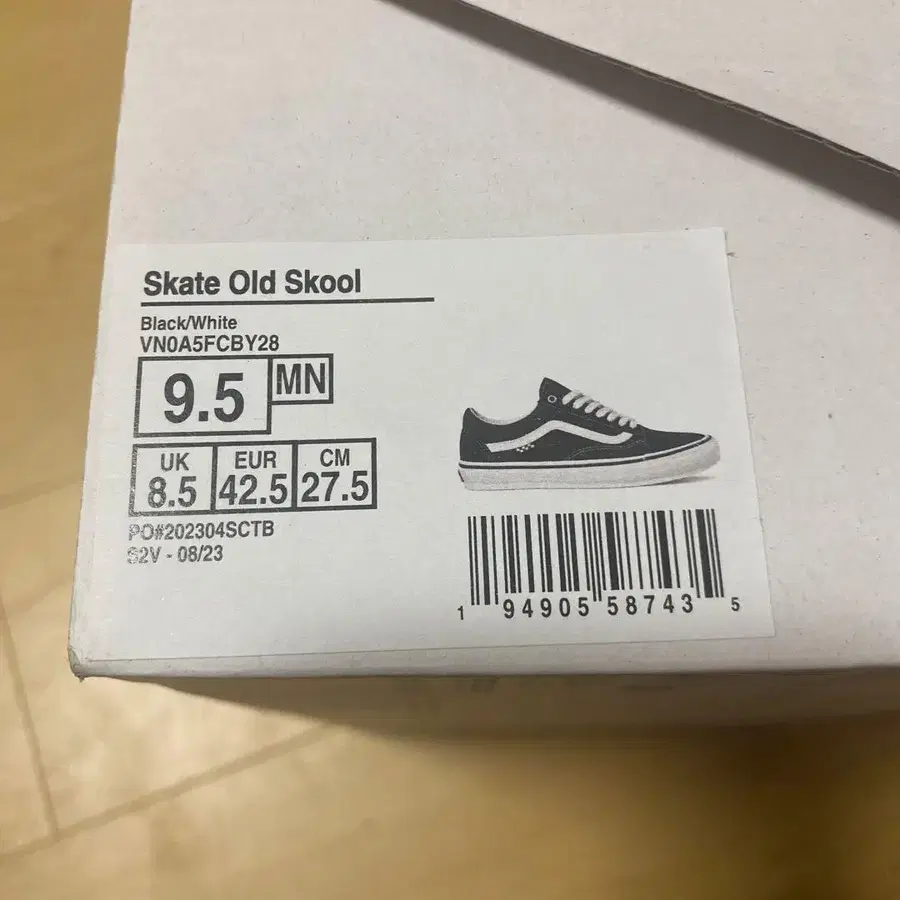 Skate Old Skool
Black/White
VN0A5FCBY28
9.5 MN
UK EUR CM
8.5 42.5 27.5
PO#202304SCTB
S2V - 08/23
1 94905 58743 5